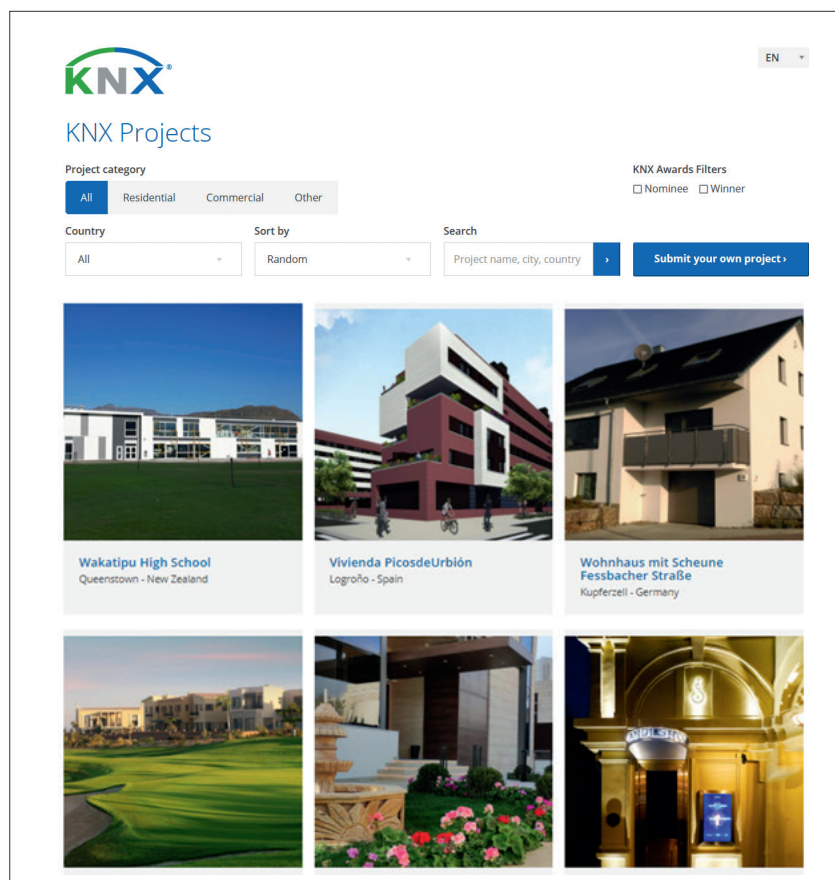 KNX®
EN
KNX Projects
Project category
All Residential Commercial Other
KNX Awards Filters
Nominee Winner
Country
All
Sort by
Random
Search
Project name, city, country
Submit your own project ›
Wakatipu High School
Queenstown - New Zealand
Vivienda PicosdeUrbión
Logroño - Spain
Wohnhaus mit Scheune
Fessbacher Straße
Kupferzell - Germany